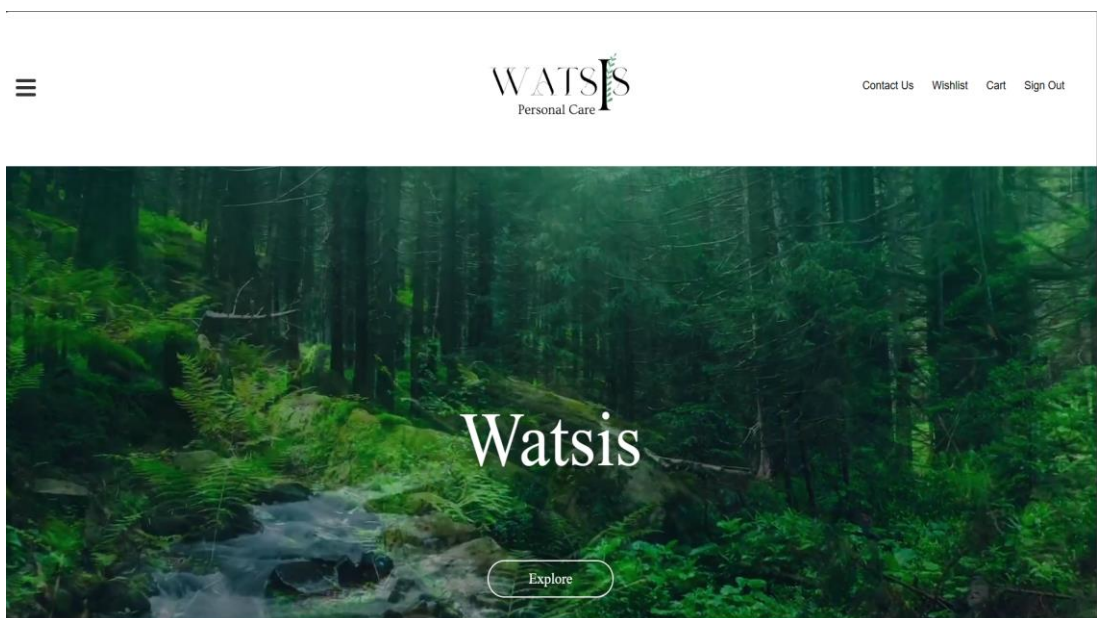 WATSIS
Personal Care
Contact Us Wishlist Cart Sign Out
Watsis
Explore